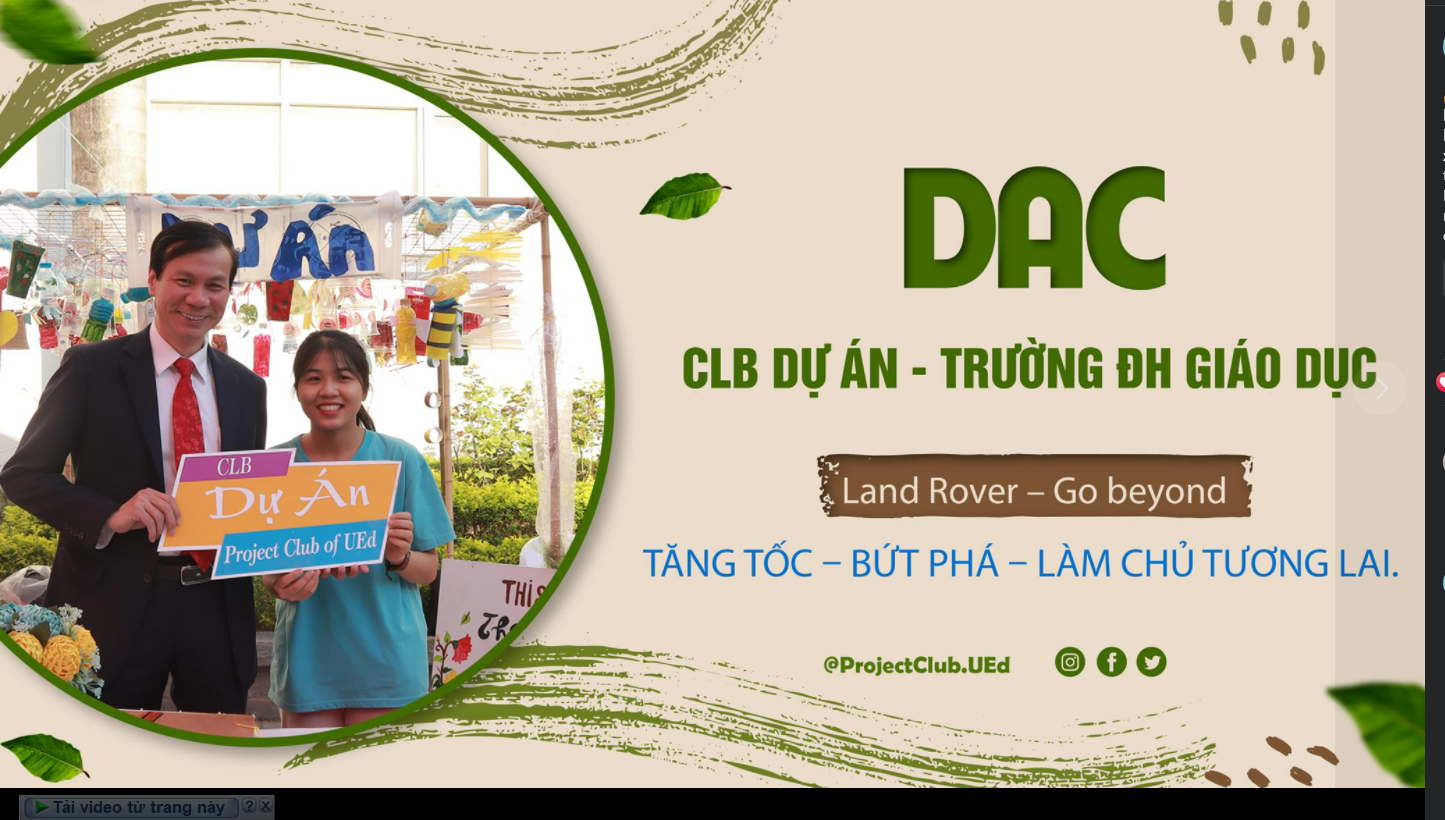 DỰ ÁN
CLB
Dự Án
Project Club of UEd
DAC
CLB DỰ ÁN - TRƯỜNG ĐH GIÁO DỤC
Land Rover – Go beyond
TĂNG TỐC – BỨT PHÁ – LÀM CHỦ TƯƠNG LAI.
@ProjectClub.UEd
Tải video từ trang này
? x